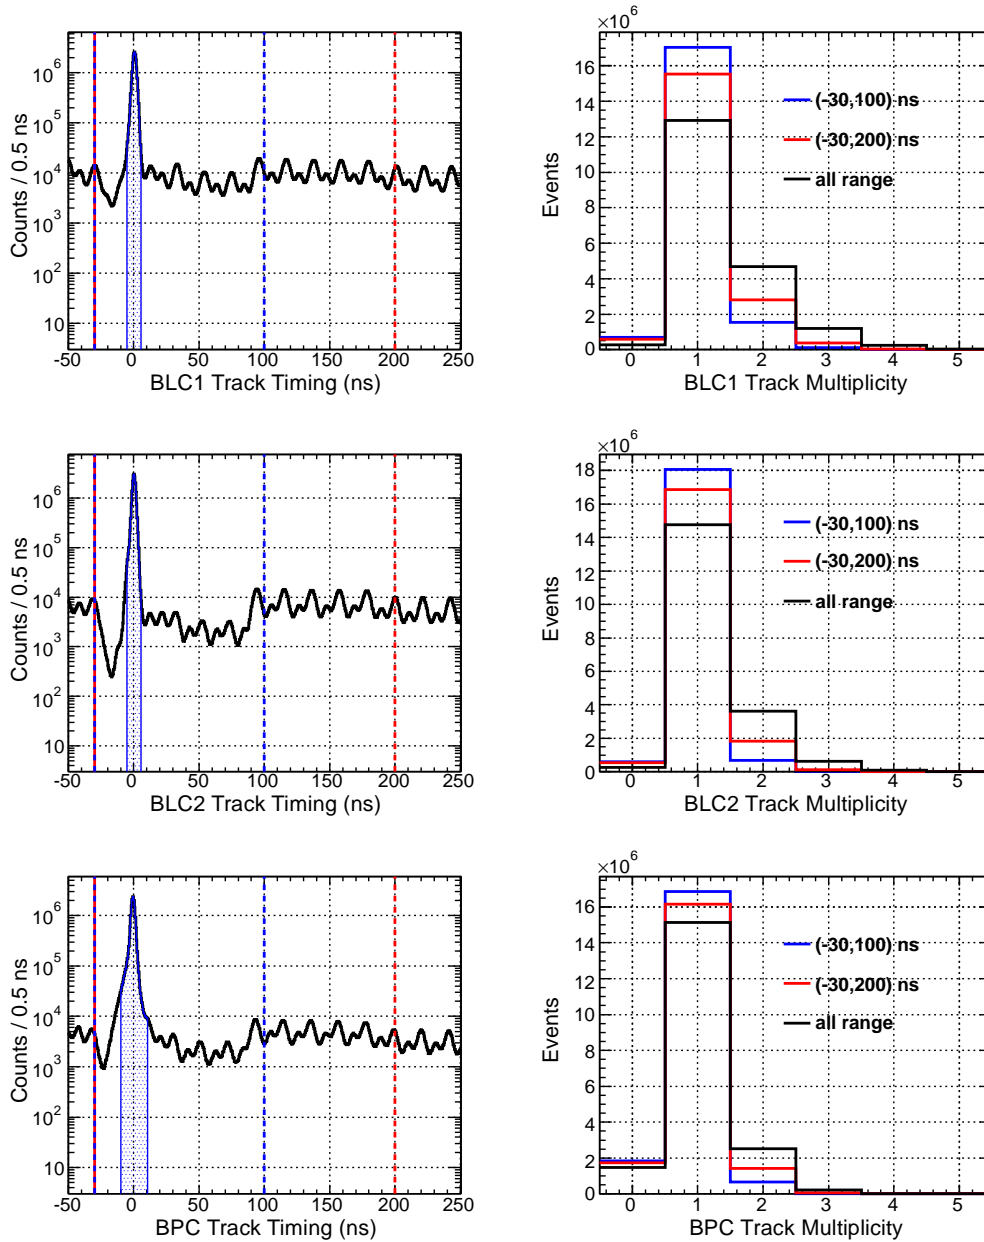 10^6
10^5
10^4
10^3
10^2
10
Counts / 0.5 ns
-50 0 50 100 150 200 250
BLC1 Track Timing (ns)
×10^6
16
14
12
10
8
6
4
2
0
Events
(-30,100) ns
(-30,200) ns
all range
0 1 2 3 4 5
BLC1 Track Multiplicity
10^6
10^5
10^4
10^3
10^2
10
Counts / 0.5 ns
-50 0 50 100 150 200 250
BLC2 Track Timing (ns)
×10^6
18
16
14
12
10
8
6
4
2
0
Events
(-30,100) ns
(-30,200) ns
all range
0 1 2 3 4 5
BLC2 Track Multiplicity
10^6
10^5
10^4
10^3
10^2
10
Counts / 0.5 ns
-50 0 50 100 150 200 250
BPC Track Timing (ns)
×10^6
16
14
12
10
8
6
4
2
0
Events
(-30,100) ns
(-30,200) ns
all range
0 1 2 3 4 5
BPC Track Multiplicity